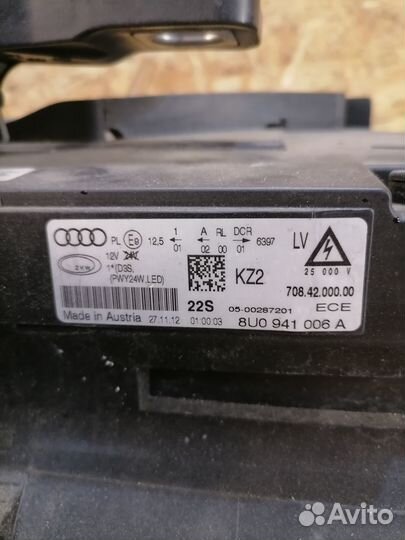 PL E8 12,5 1 A RL DCR 6397 LV
01 02 00 01
12V 24V
ZKW
1*(D3S,
(PWY24W,LED)
KZ2
25 000 V
708.42.000.00
22S 05-00287201 ECE
Made in Austria 27.11.12 01:00:03 8U0 941 006 A
Avito